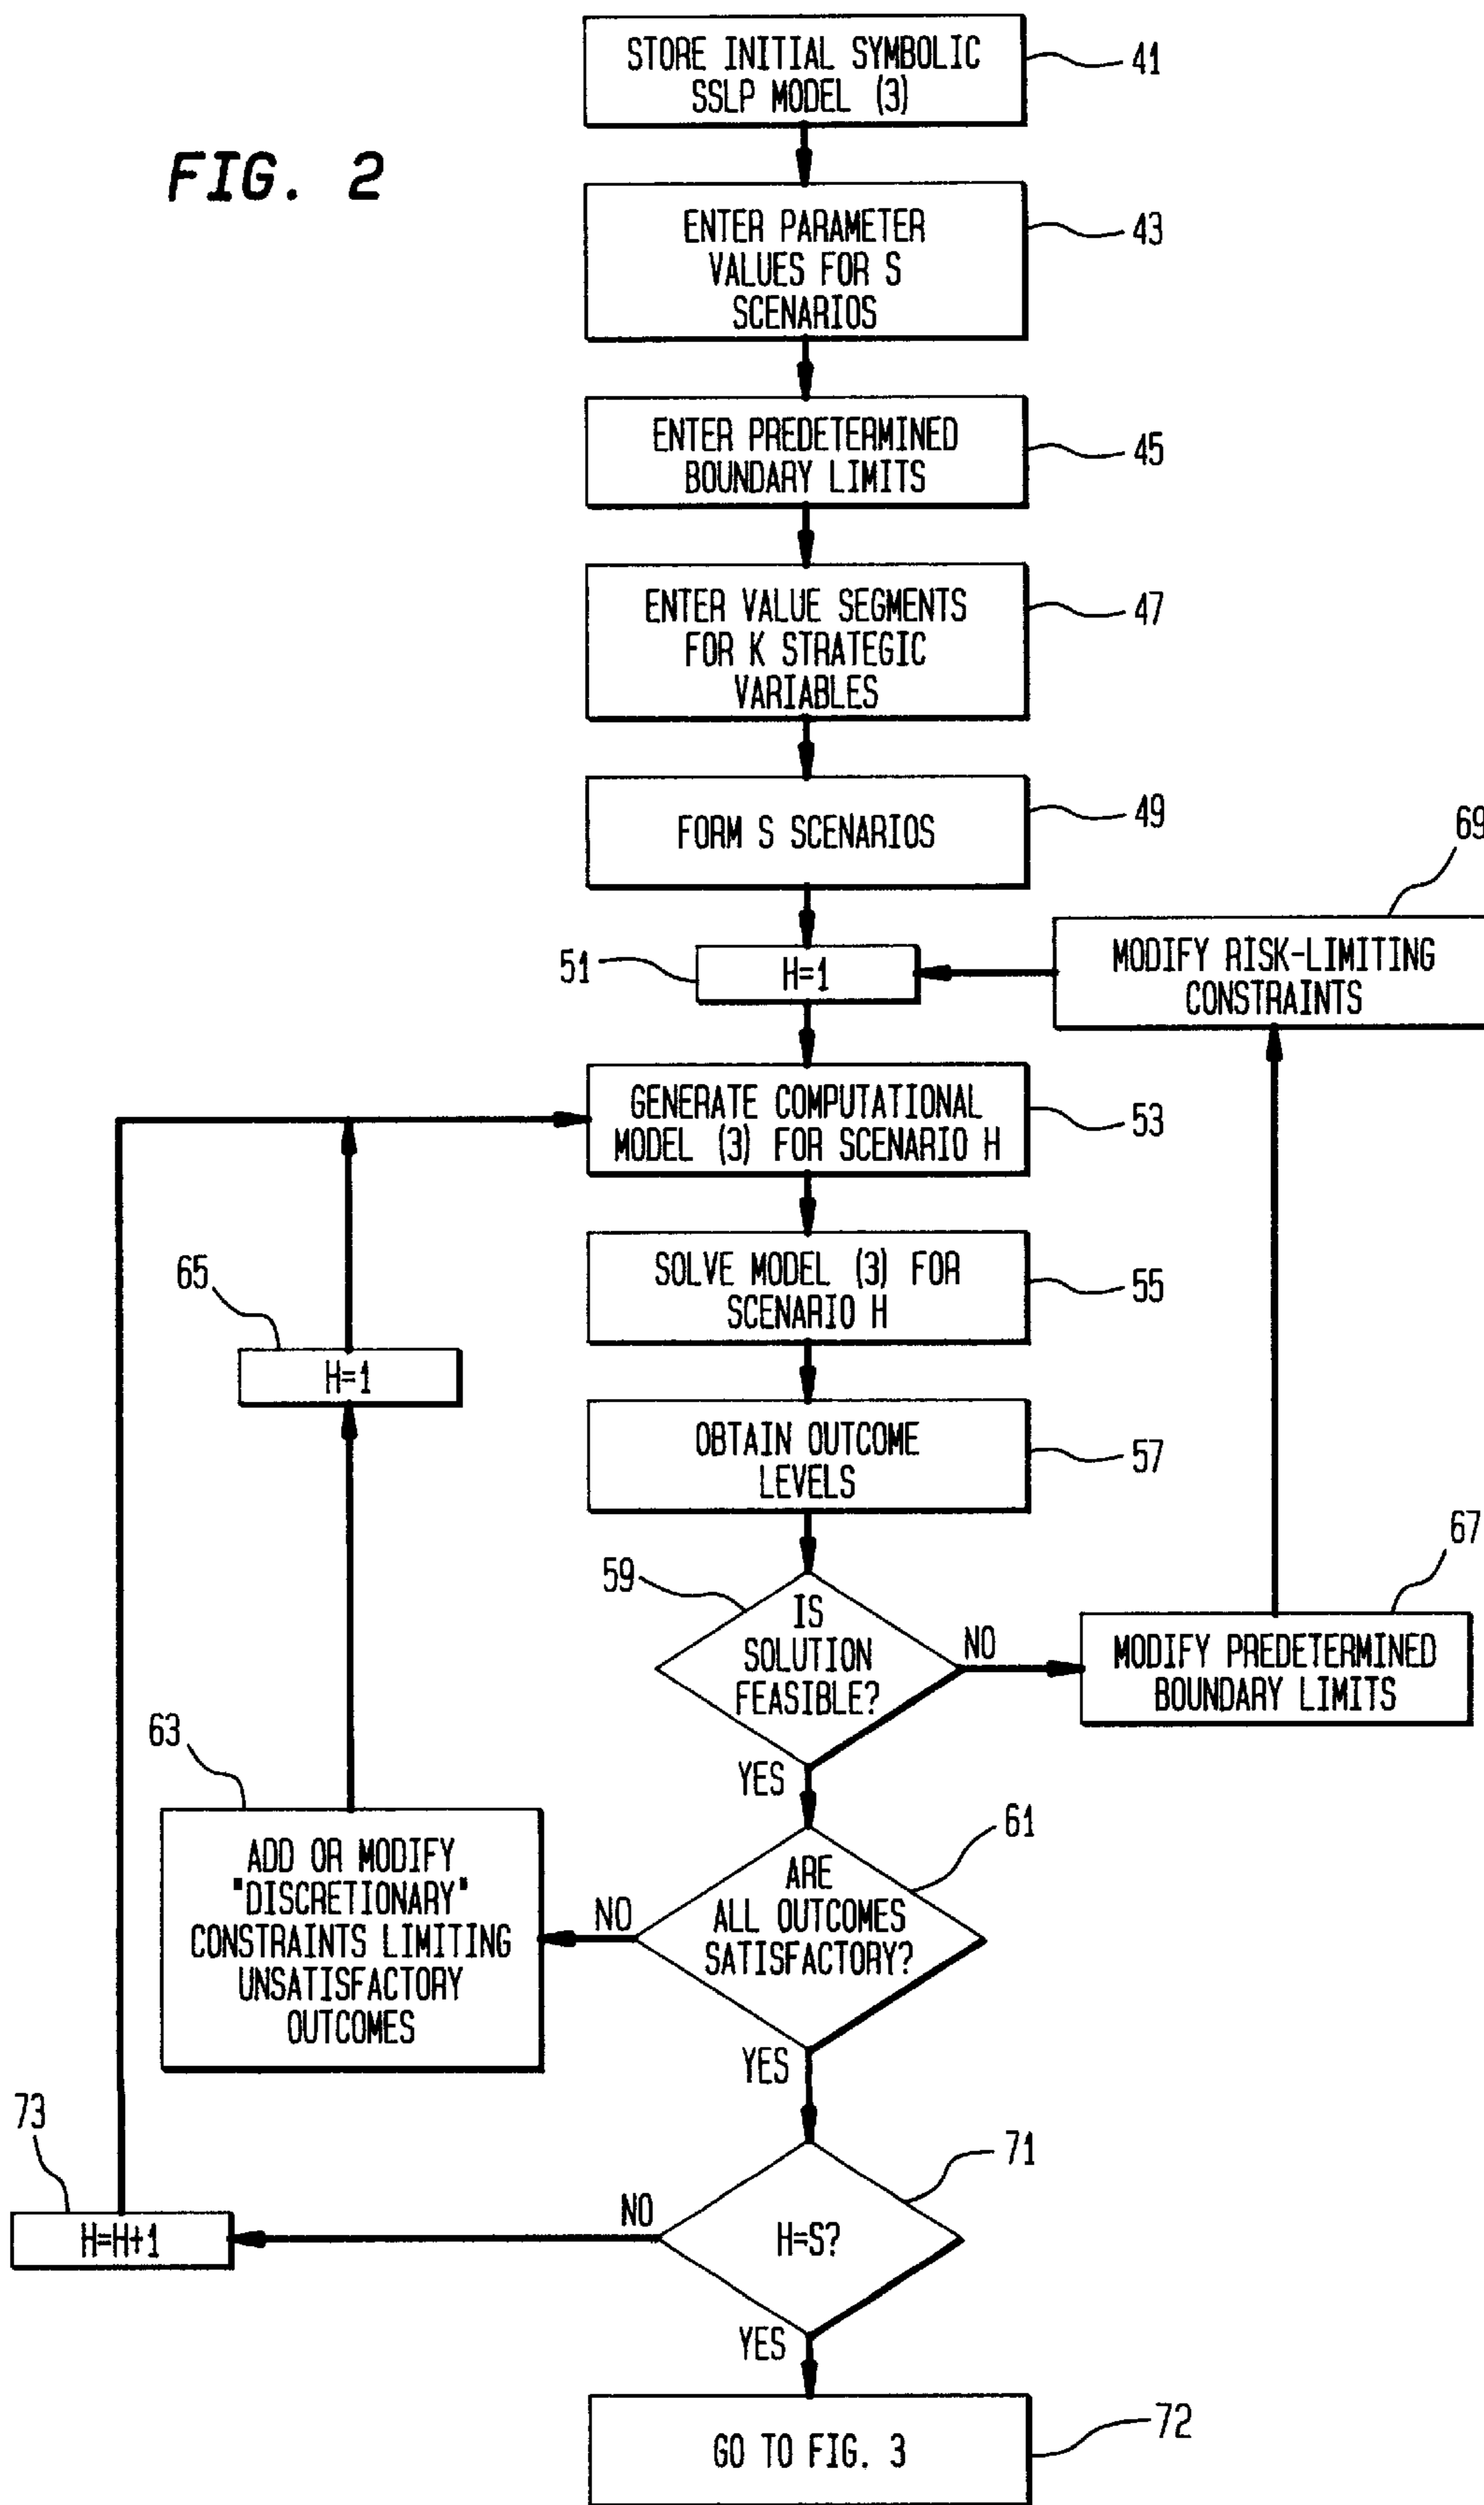 FIG. 2
STORE INITIAL SYMBOLIC
SSLP MODEL (3)
41
ENTER PARAMETER
VALUES FOR S
SCENARIOS
43
ENTER PREDETERMINED
BOUNDARY LIMITS
45
ENTER VALUE SEGMENTS
FOR K STRATEGIC
VARIABLES
47
FORM S SCENARIOS
49
69
MODIFY RISK-LIMITING
CONSTRAINTS
51
H=1
GENERATE COMPUTATIONAL
MODEL (3) FOR SCENARIO H
53
SOLVE MODEL (3) FOR
SCENARIO H
55
65
H=1
OBTAIN OUTCOME
LEVELS
57
59
IS
SOLUTION
FEASIBLE?
NO
YES
67
MODIFY PREDETERMINED
BOUNDARY LIMITS
61
ARE
ALL OUTCOMES
SATISFACTORY?
NO
YES
63
ADD OR MODIFY
"DISCRETIONARY"
CONSTRAINTS LIMITING
UNSATISFACTORY
OUTCOMES
71
H=S?
NO
YES
73
H=H+1
GO TO FIG. 3
72